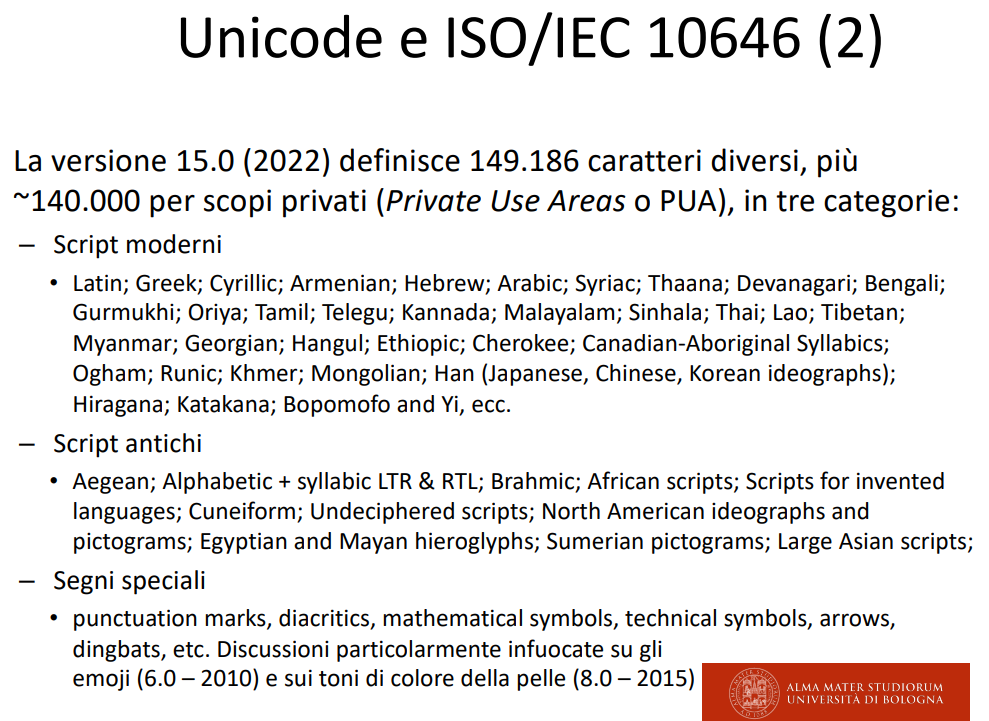 Unicode e ISO/IEC 10646 (2)
La versione 15.0 (2022) definisce 149.186 caratteri diversi, più
~140.000 per scopi privati (Private Use Areas o PUA), in tre categorie:
– Script moderni
• Latin; Greek; Cyrillic; Armenian; Hebrew; Arabic; Syriac; Thaana; Devanagari; Bengali;
Gurmukhi; Oriya; Tamil; Telegu; Kannada; Malayalam; Sinhala; Thai; Lao; Tibetan;
Myanmar; Georgian; Hangul; Ethiopic; Cherokee; Canadian-Aboriginal Syllabics;
Ogham; Runic; Khmer; Mongolian; Han (Japanese, Chinese, Korean ideographs);
Hiragana; Katakana; Bopomofo and Yi, ecc.
– Script antichi
• Aegean; Alphabetic + syllabic LTR & RTL; Brahmic; African scripts; Scripts for invented
languages; Cuneiform; Undeciphered scripts; North American ideographs and
pictograms; Egyptian and Mayan hieroglyphs; Sumerian pictograms; Large Asian scripts;
– Segni speciali
• punctuation marks, diacritics, mathematical symbols, technical symbols, arrows,
dingbats, etc. Discussioni particolarmente infuocate su gli
emoji (6.0 – 2010) e sui toni di colore della pelle (8.0 – 2015)
ALMA MATER STUDIORUM
UNIVERSITÀ DI BOLOGNA